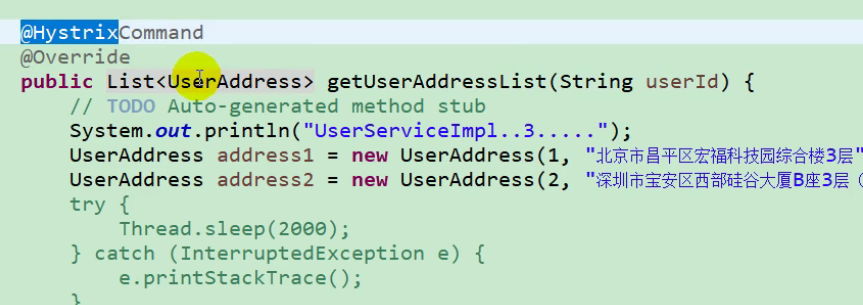 @HystrixCommand
@Override
public List<UserAddress> getUserAddressList(String userId) {
// TODO Auto-generated method stub
System.out.println("UserServiceImpl..3.....");
UserAddress address1 = new UserAddress(1, "北京市昌平区宏福科技园综合楼3层"
UserAddress address2 = new UserAddress(2, "深圳市宝安区西部硅谷大厦B座3层（
try {
Thread.sleep(2000);
} catch (InterruptedException e) {
e.printStackTrace();
}